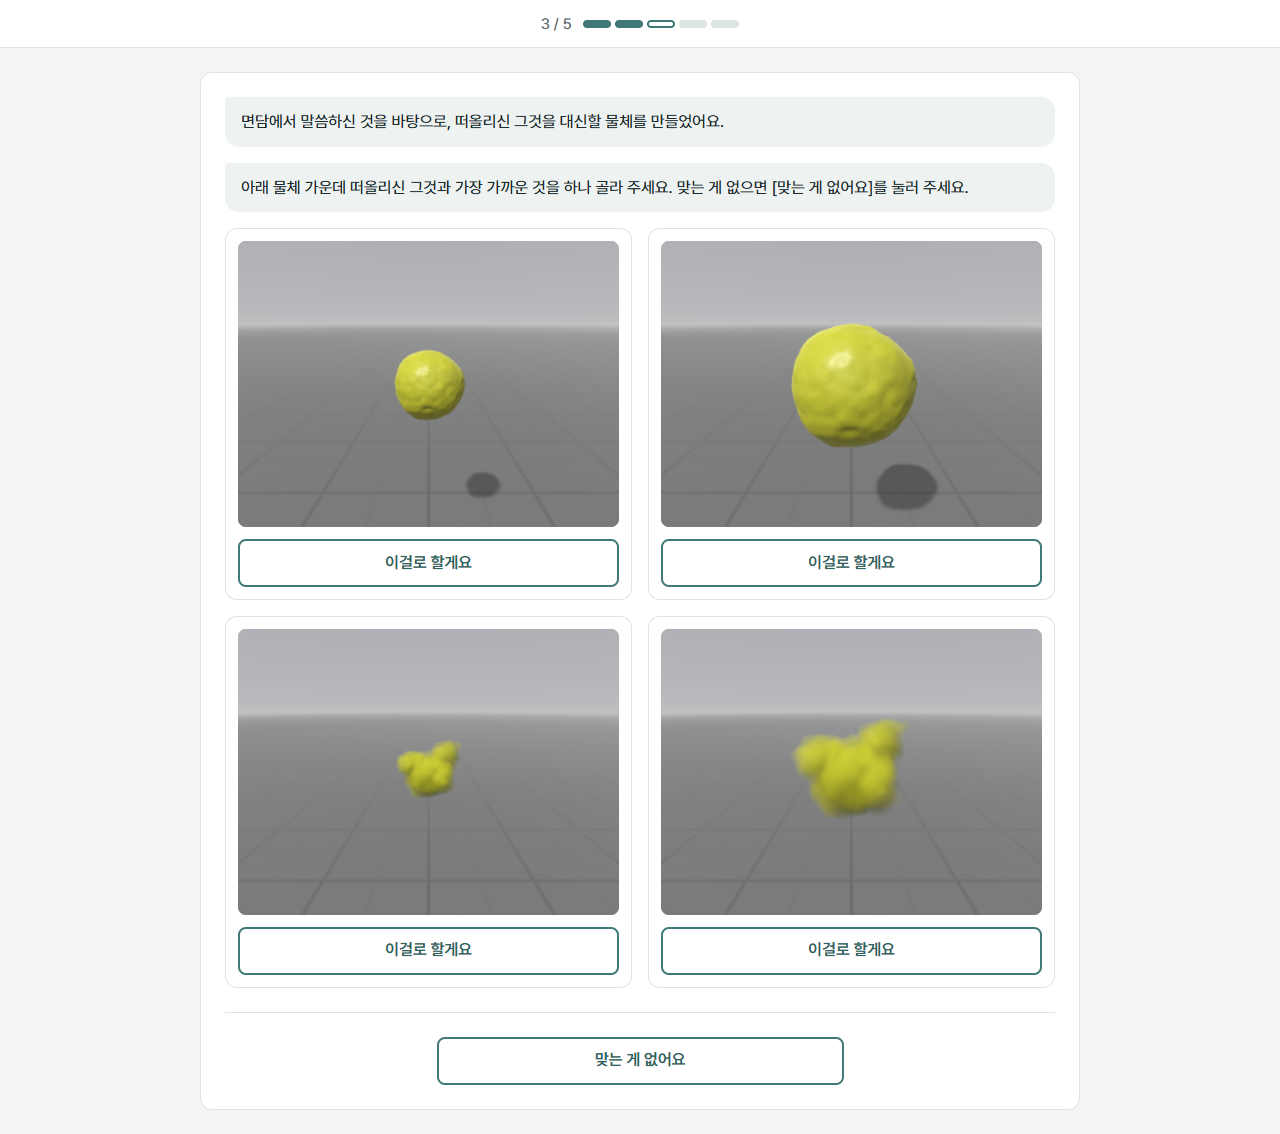 3 / 5
면담에서 말씀하신 것을 바탕으로, 떠올리신 그것을 대신할 물체를 만들었어요.
아래 물체 가운데 떠올리신 그것과 가장 가까운 것을 하나 골라 주세요. 맞는 게 없으면 [맞는 게 없어요]를 눌러 주세요.
이걸로 할게요
이걸로 할게요
이걸로 할게요
이걸로 할게요
맞는 게 없어요